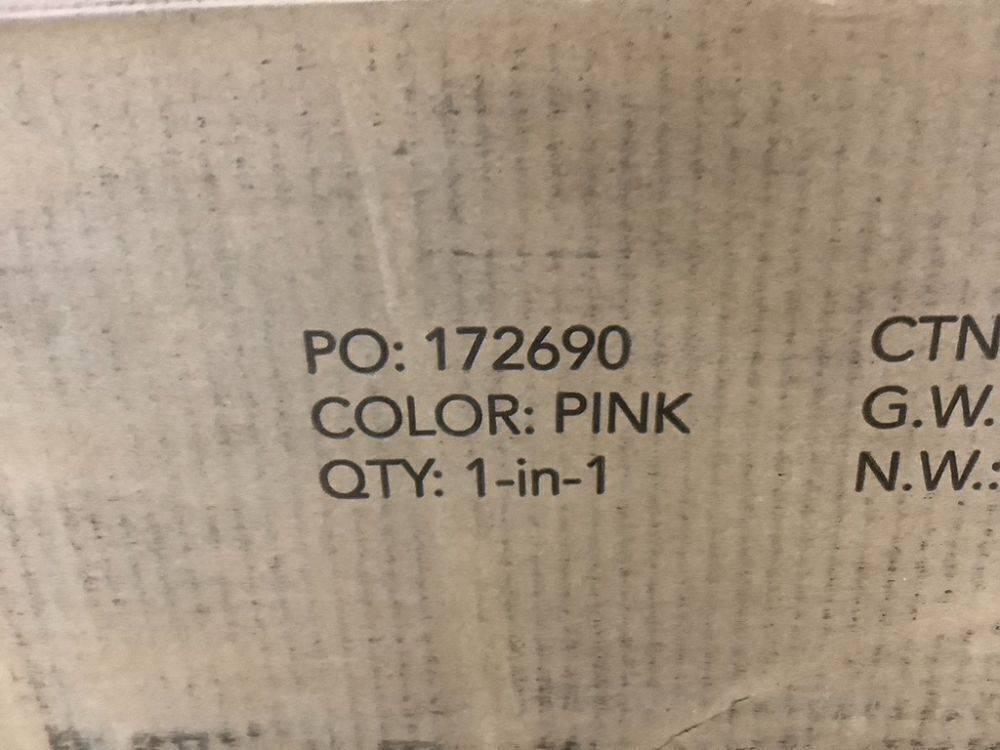 PO: 172690
COLOR: PINK
QTY: 1-in-1
CTN
G.W.
N.W.: